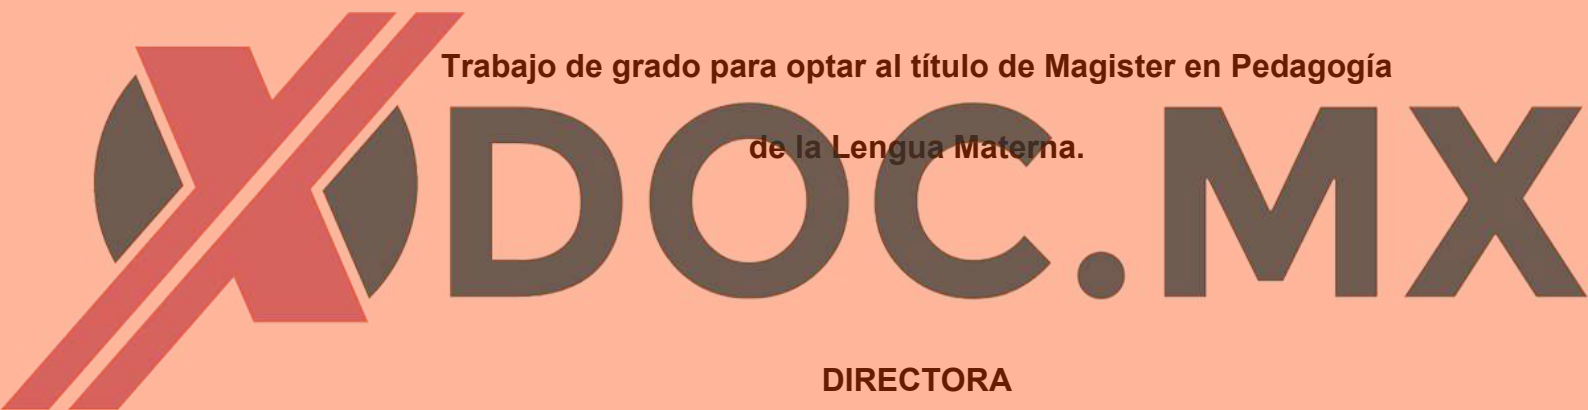 Trabajo de grado para optar al título de Magister en Pedagogía
XDOC.MX
de la Lengua Materna.
DIRECTORA